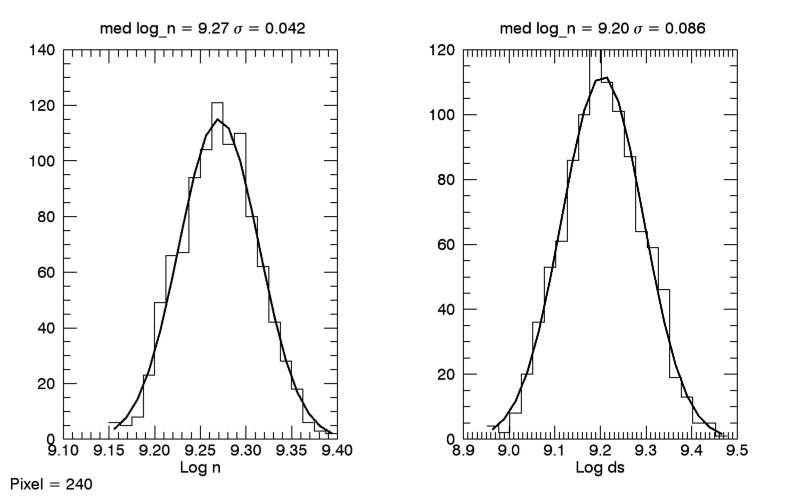 med log_n = 9.27 σ = 0.042
med log_n = 9.20 σ = 0.086
140
120
100
80
60
40
20
0
9.10 9.15 9.20 9.25 9.30 9.35 9.40
Log n
120
100
80
60
40
20
0
8.9 9.0 9.1 9.2 9.3 9.4 9.5
Log ds
Pixel = 240